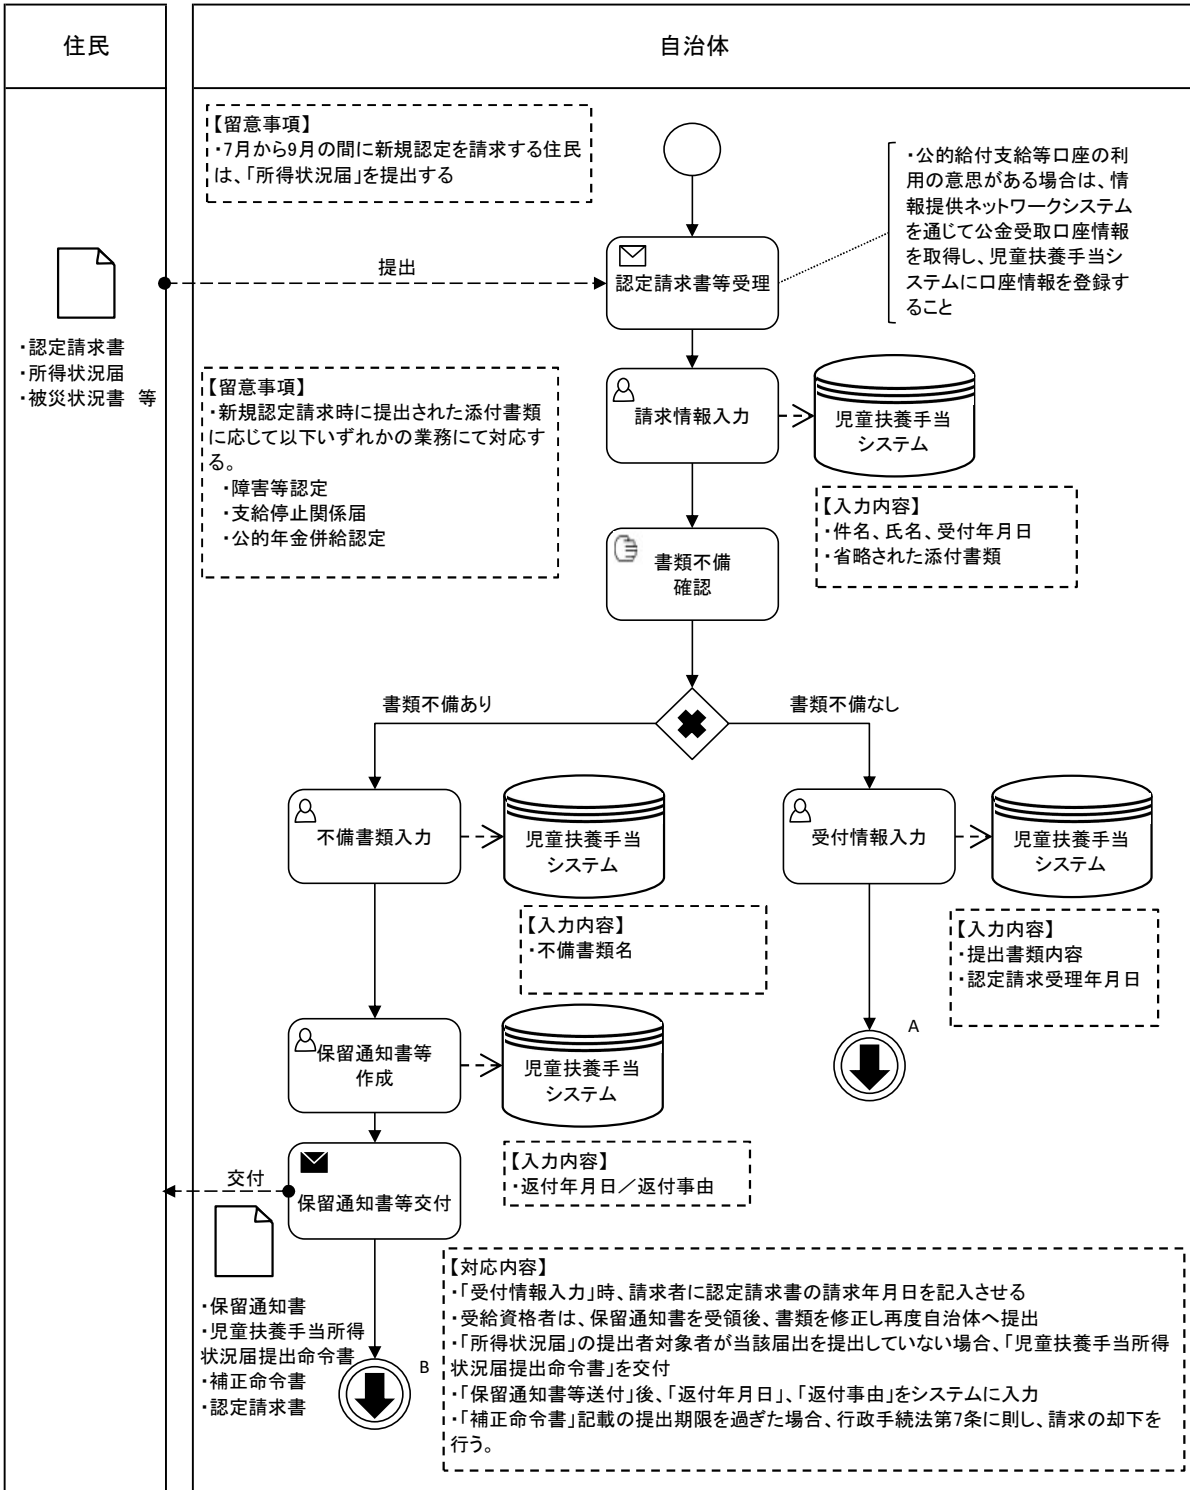 住民
自治体
【留意事項】
・7月から9月の間に新規認定を請求する住民
は、「所得状況届」を提出する
・公的給付支給等口座の利
用の意思がある場合は、情
報提供ネットワークシステム
を通じて公金受取口座情報
を取得し、児童扶養手当シ
ステムに口座情報を登録す
ること
提出
認定請求書等受理
・認定請求書
・所得状況届
・被災状況書 等
【留意事項】
・新規認定請求時に提出された添付書類
に応じて以下いずれかの業務にて対応す
る。
・障害等認定
・支給停止関係届
・公的年金併給認定
請求情報入力
児童扶養手当
システム
【入力内容】
・件名、氏名、受付年月日
・省略された添付書類
書類不備
確認
書類不備あり
書類不備なし
不備書類入力
児童扶養手当
システム
受付情報入力
児童扶養手当
システム
【入力内容】
・不備書類名
【入力内容】
・提出書類内容
・認定請求受理年月日
A
保留通知書等
作成
児童扶養手当
システム
【入力内容】
・返付年月日／返付事由
交付
保留通知書等交付
・保留通知書
・児童扶養手当所得
状況届提出命令書
・補正命令書
・認定請求書
B
【対応内容】
・「受付情報入力」時、請求者に認定請求書の請求年月日を記入させる
・受給資格者は、保留通知書を受領後、書類を修正し再度自治体へ提出
・「所得状況届」の提出者対象者が当該届出を提出していない場合、「児童扶養手当所得
状況届提出命令書」を交付
・「保留通知書等送付」後、「返付年月日」、「返付事由」をシステムに入力
・「補正命令書」記載の提出期限を過ぎた場合、行政手続法第7条に則し、請求の却下を
行う。